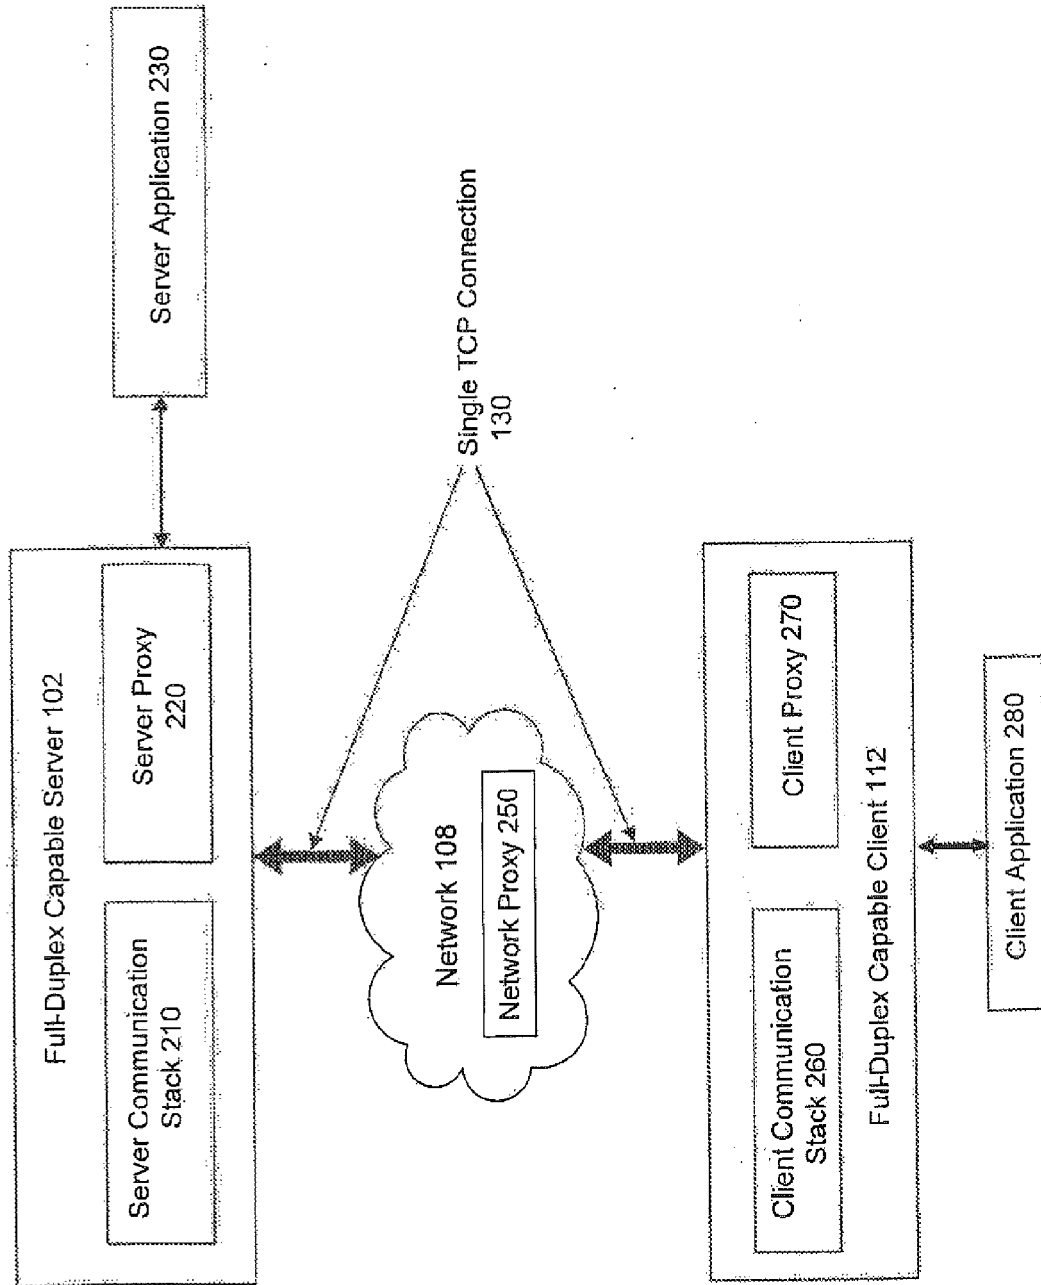 Full-Duplex Capable Server 102
Server Communication
Stack 210
Server Proxy
220
Server Application 230
Network 108
Network Proxy 250
Single TCP Connection
130
Client Communication
Stack 260
Client Proxy 270
Full-Duplex Capable Client 112
Client Application 280